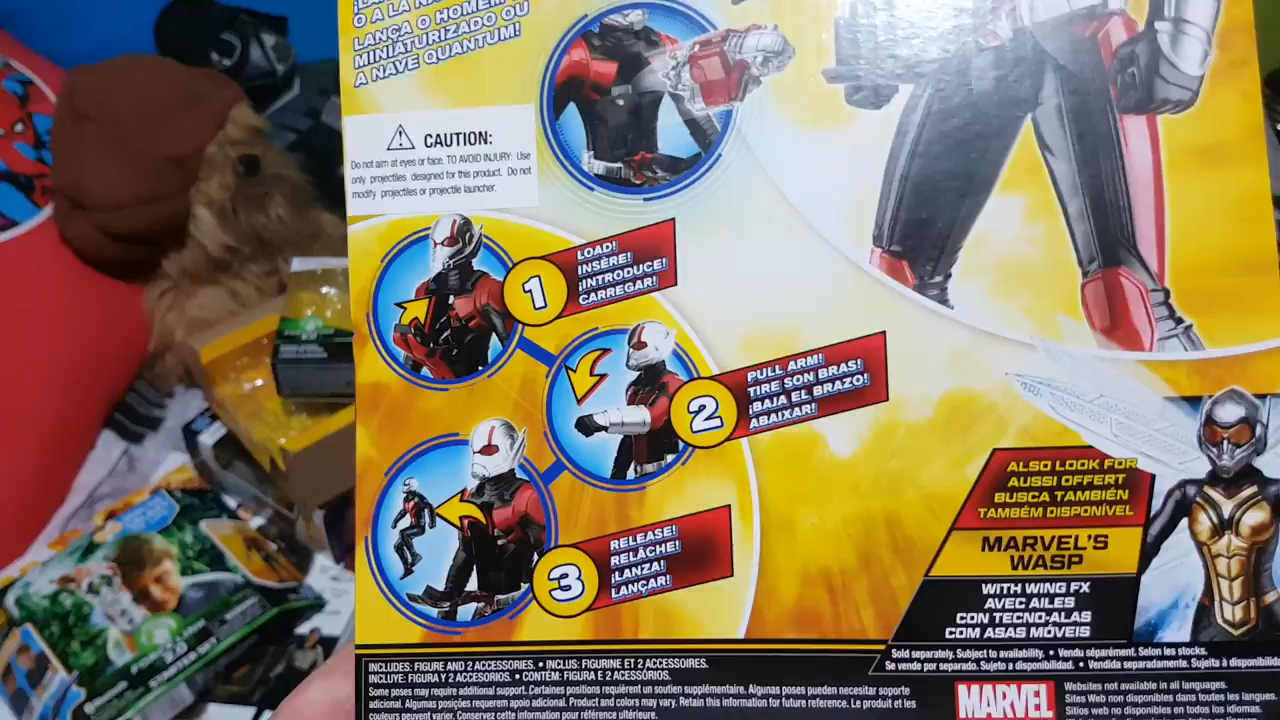 O A LA NA
LANÇA O HOMEM
MINIATURIZADO OU
A NAVE QUANTUM!
CAUTION:
Do not aim at eyes or face. TO AVOID INJURY: Use
only projectiles designed for this product. Do not
modify projectiles or projectile launcher.
1
LOAD!
INSÈRE!
¡INTRODUCE!
CARREGAR!
2
PULL ARM!
TIRE SON BRAS!
¡BAJA EL BRAZO!
ABAIXAR!
3
RELEASE!
RELÂCHE!
¡LANZA!
LANÇAR!
ALSO LOOK FOR
AUSSI OFFERT
BUSCA TAMBIÉN
TAMBÉM DISPONÍVEL
MARVEL'S
WASP
WITH WING FX
AVEC AILES
CON TECNO-ALAS
COM ASAS MÓVEIS
Sold separately. Subject to availability. • Vendu séparément. Selon les stocks.
Se vende por separado. Sujeto a disponibilidad. • Vendida separadamente. Sujeita à disponibilida
INCLUDES: FIGURE AND 2 ACCESSORIES. • INCLUS: FIGURINE ET 2 ACCESSOIRES.
INCLUYE: FIGURA Y 2 ACCESORIOS. • CONTÉM: FIGURA E 2 ACESSÓRIOS.
Some poses may require additional support. Certaines positions requièrent un soutien supplémentaire. Algunas poses pueden necesitar soporte
adicional. Algumas posições requerem apoio adicional. Product and colors may vary. Retain this information for future reference. Le produit et les
couleurs peuvent varier. Conservez cette information pour référence ultérieure.
MARVEL
Websites not available in all languages.
Sites Web non disponibles dans toutes les langues.
Sitios web no disponibles en todos los idiomas.